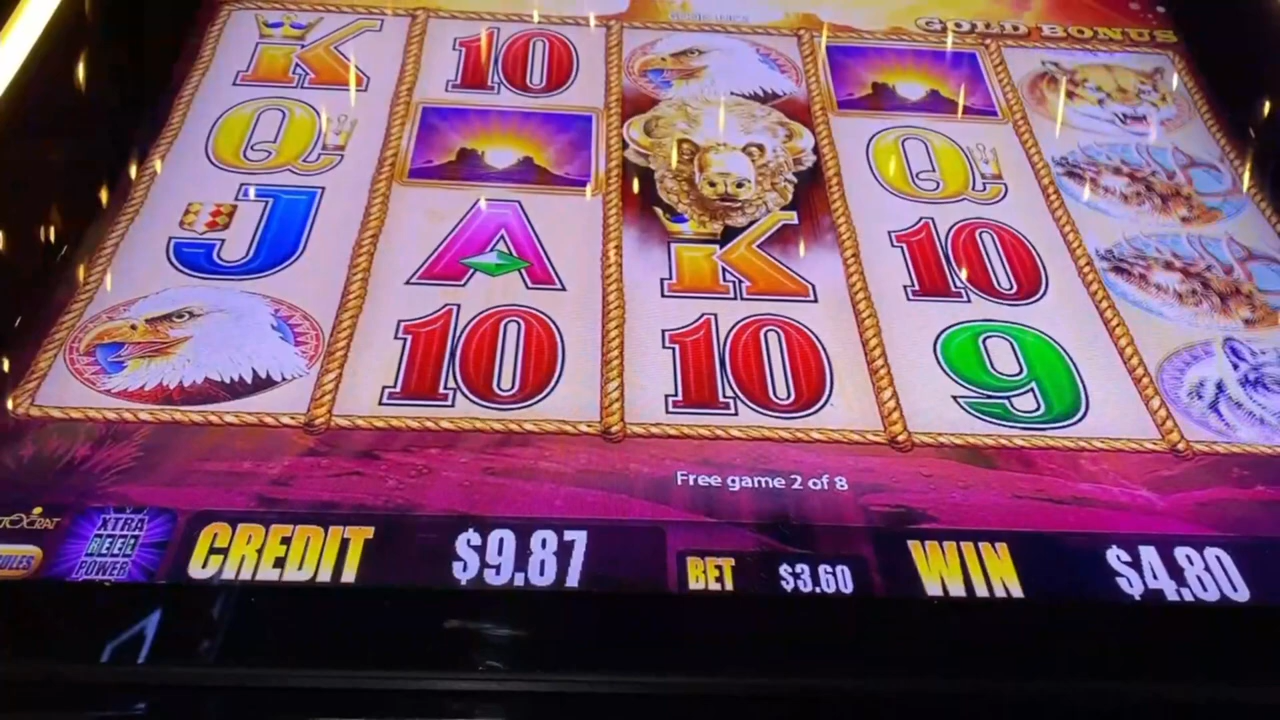 GOLD BONUS
K
10
Q
Q
J
A
K
10
10
10
9
Free game 2 of 8
XTRA
REEL
POWER
CREDIT $9.87 BET $3.60 WIN $4.80